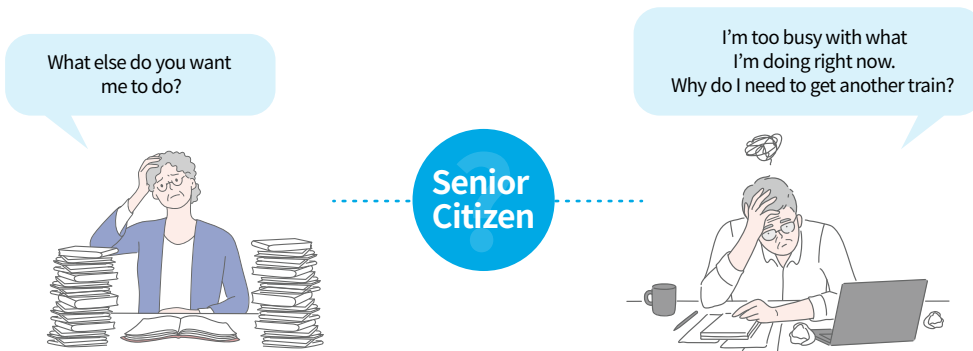 What else do you want
me to do?
I'm too busy with what
I'm doing right now.
Why do I need to get another train?
?
Senior
Citizen